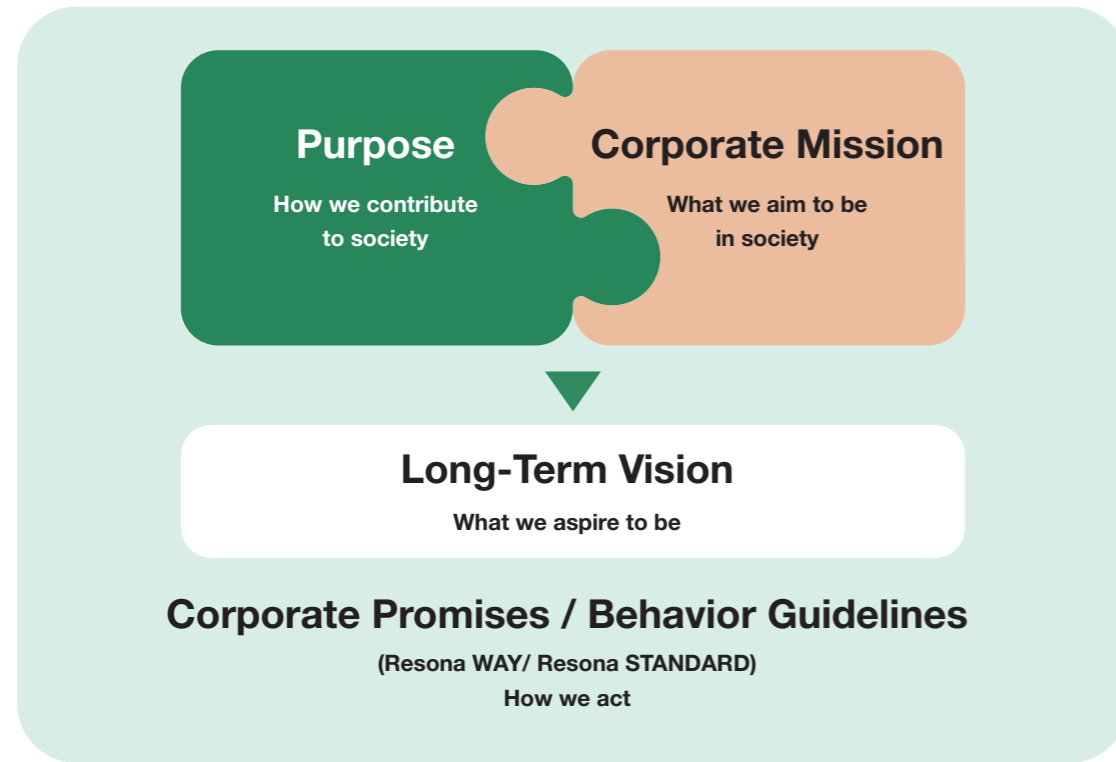 Purpose
How we contribute
to society
Corporate Mission
What we aim to be
in society
Long-Term Vision
What we aspire to be
Corporate Promises / Behavior Guidelines
(Resona WAY/ Resona STANDARD)
How we act